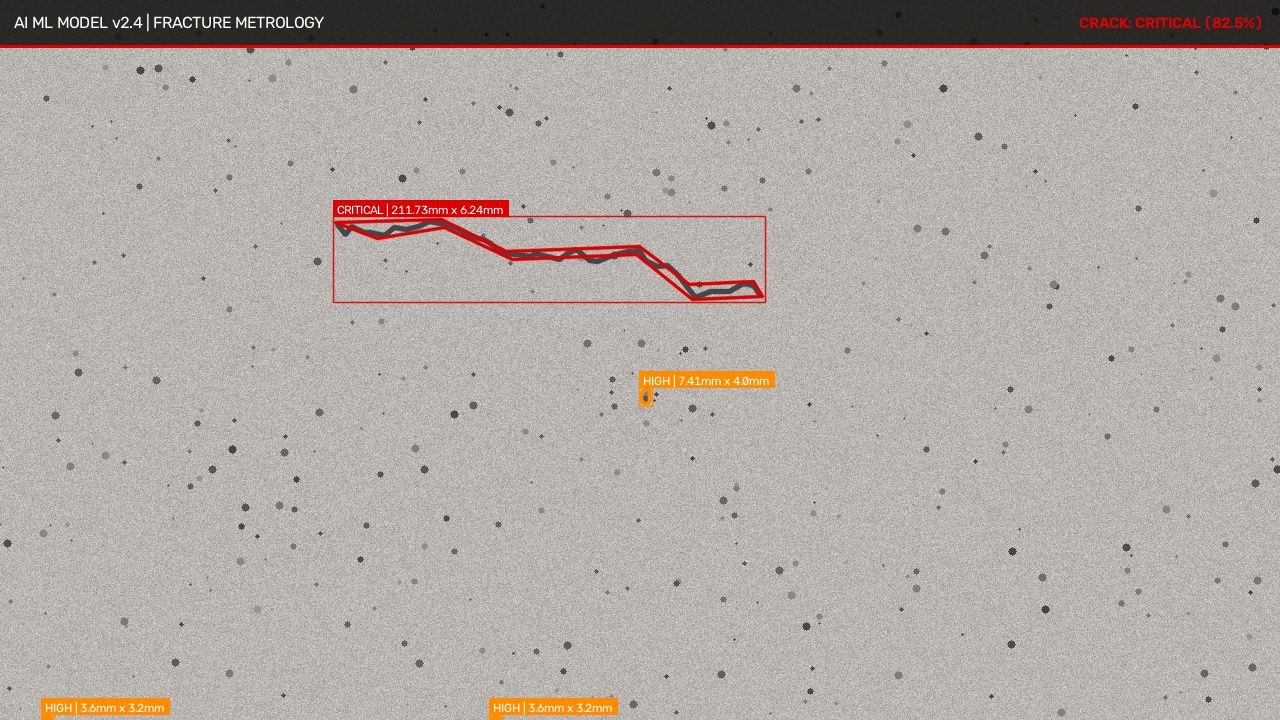 AI ML MODEL v2.4 | FRACTURE METROLOGY
CRACK: CRITICAL (82.5%)
CRITICAL | 211.73mm x 6.24mm
HIGH | 7.41mm x 4.0mm
HIGH | 3.6mm x 3.2mm
HIGH | 3.6mm x 3.2mm